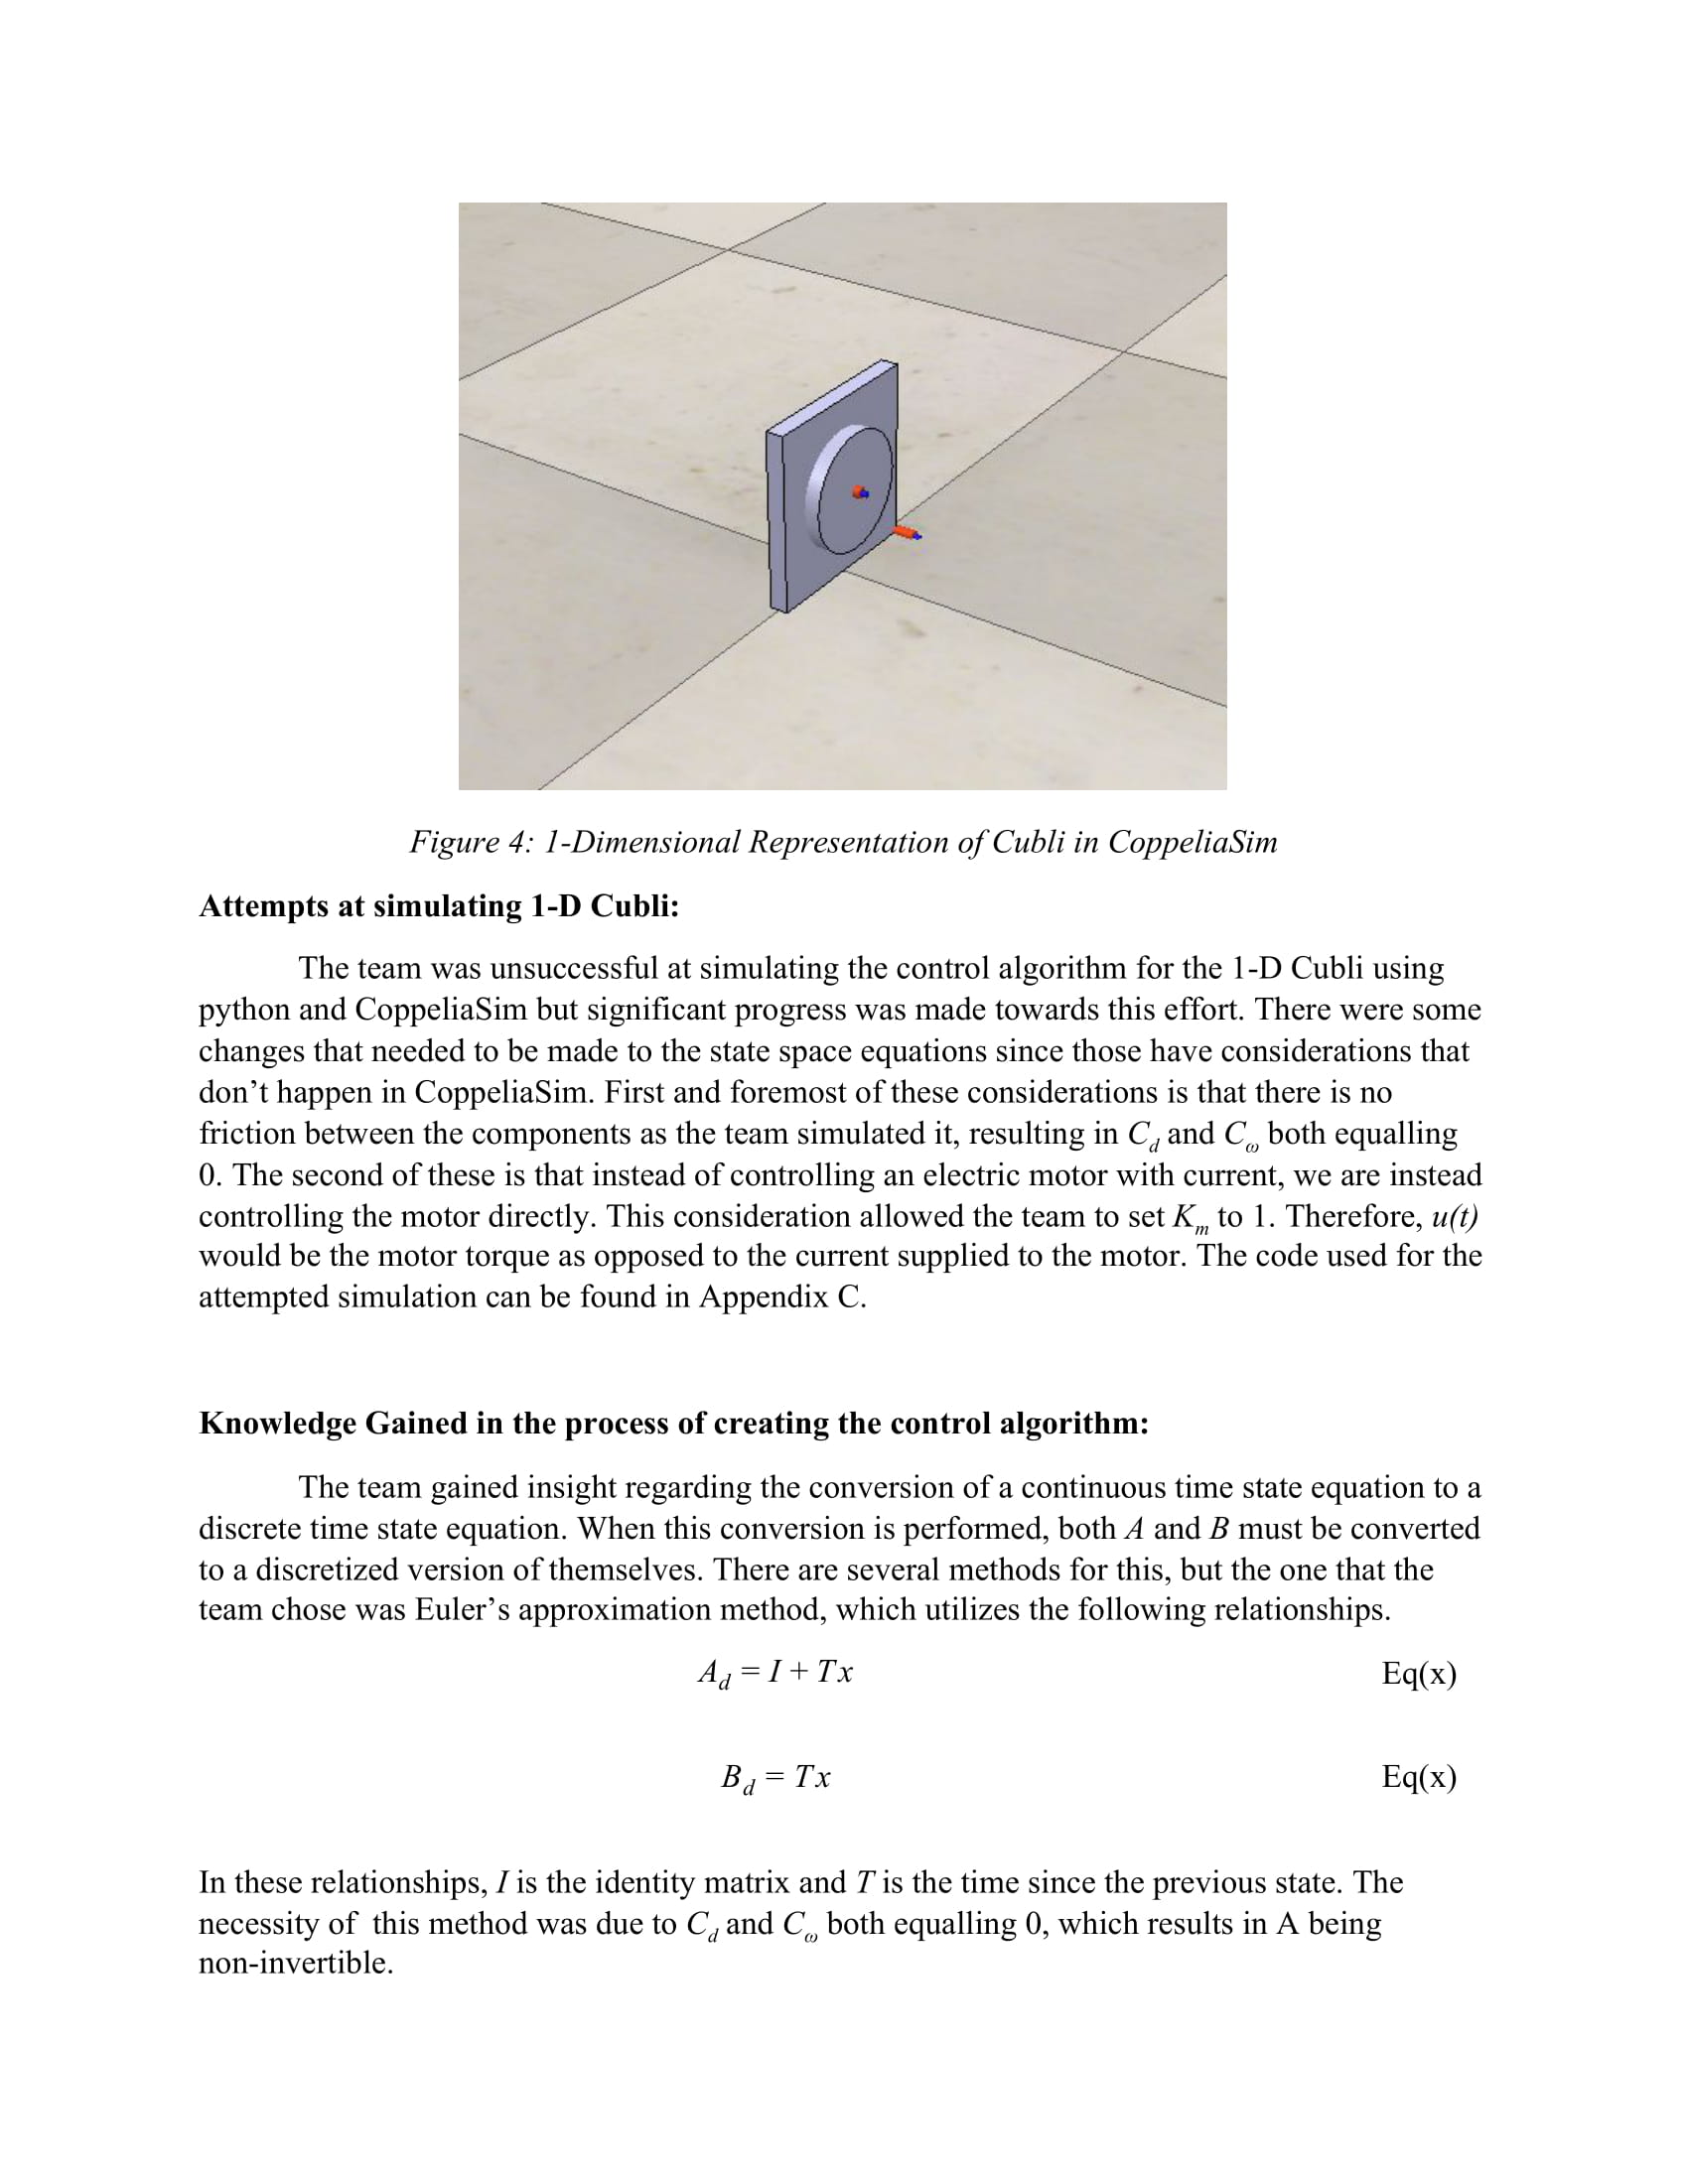 Figure 4: 1-Dimensional Representation of Cubli in CoppeliaSim
Attempts at simulating 1-D Cubli:
The team was unsuccessful at simulating the control algorithm for the 1-D Cubli using
python and CoppeliaSim but significant progress was made towards this effort. There were some
changes that needed to be made to the state space equations since those have considerations that
don’t happen in CoppeliaSim. First and foremost of these considerations is that there is no
friction between the components as the team simulated it, resulting in C_d and C_ω both equalling
0. The second of these is that instead of controlling an electric motor with current, we are instead
controlling the motor directly. This consideration allowed the team to set K_m to 1. Therefore, u(t)
would be the motor torque as opposed to the current supplied to the motor. The code used for the
attempted simulation can be found in Appendix C.
Knowledge Gained in the process of creating the control algorithm:
The team gained insight regarding the conversion of a continuous time state equation to a
discrete time state equation. When this conversion is performed, both A and B must be converted
to a discretized version of themselves. There are several methods for this, but the one that the
team chose was Euler’s approximation method, which utilizes the following relationships.
A_d = I + Tx Eq(x)
B_d = Tx Eq(x)
In these relationships, I is the identity matrix and T is the time since the previous state. The
necessity of  this method was due to C_d and C_ω both equalling 0, which results in A being
non-invertible.